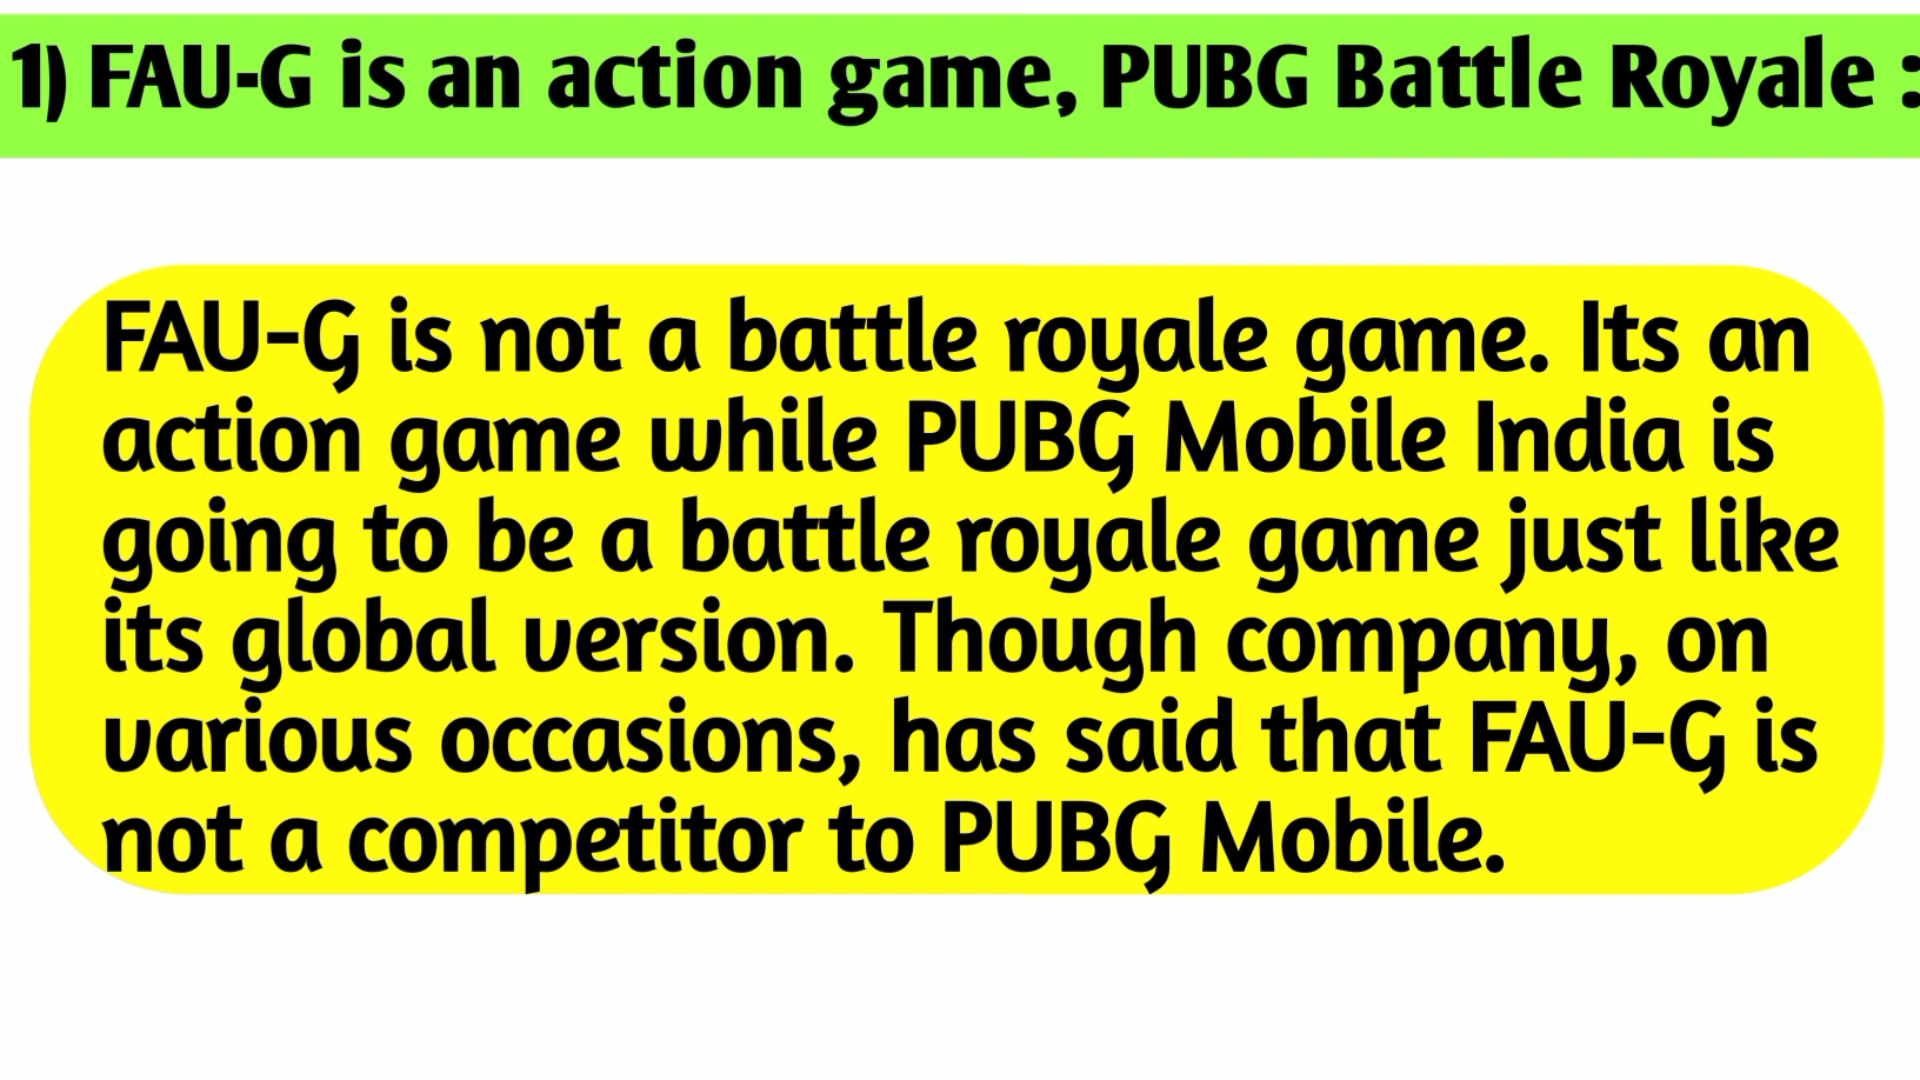 1) FAU-G is an action game, PUBG Battle Royale :
FAU-G is not a battle royale game. Its an
action game while PUBG Mobile India is
going to be a battle royale game just like
its global version. Though company, on
various occasions, has said that FAU-G is
not a competitor to PUBG Mobile.